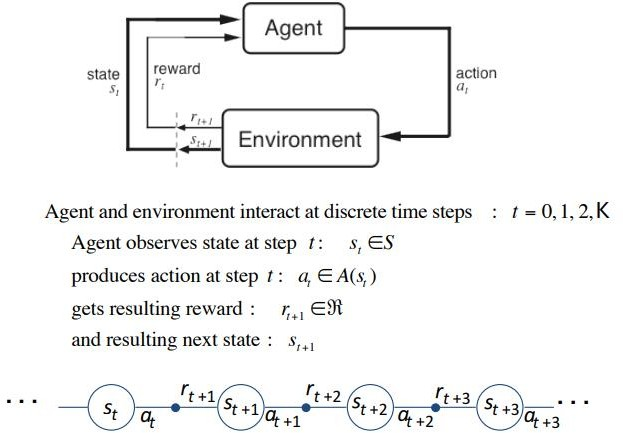 Agent
state
s_t
reward
r_t
action
a_t
r_{t+1}
s_{t+1}
Environment
Agent and environment interact at discrete time steps : t = 0, 1, 2, K
Agent observes state at step t: s_t ∈ S
produces action at step t: a_t ∈ A(s_t)
gets resulting reward : r_{t+1} ∈ ℜ
and resulting next state : s_{t+1}
... s_t a_t r_{t+1} s_{t+1} a_{t+1} r_{t+2} s_{t+2} a_{t+2} r_{t+3} s_{t+3} a_{t+3} ...